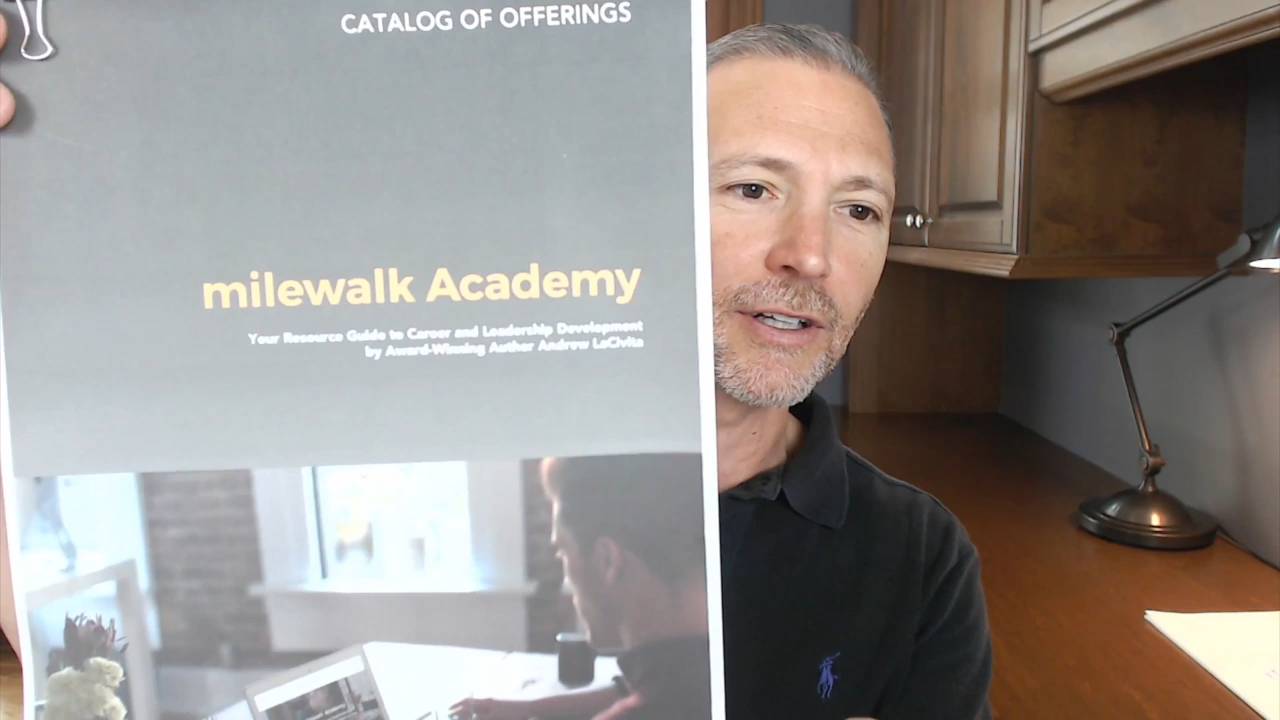 CATALOG OF OFFERINGS
milewalk Academy
Your Resource Guide to Career and Leadership Development
by Award-Winning Author Andrew LaCivita